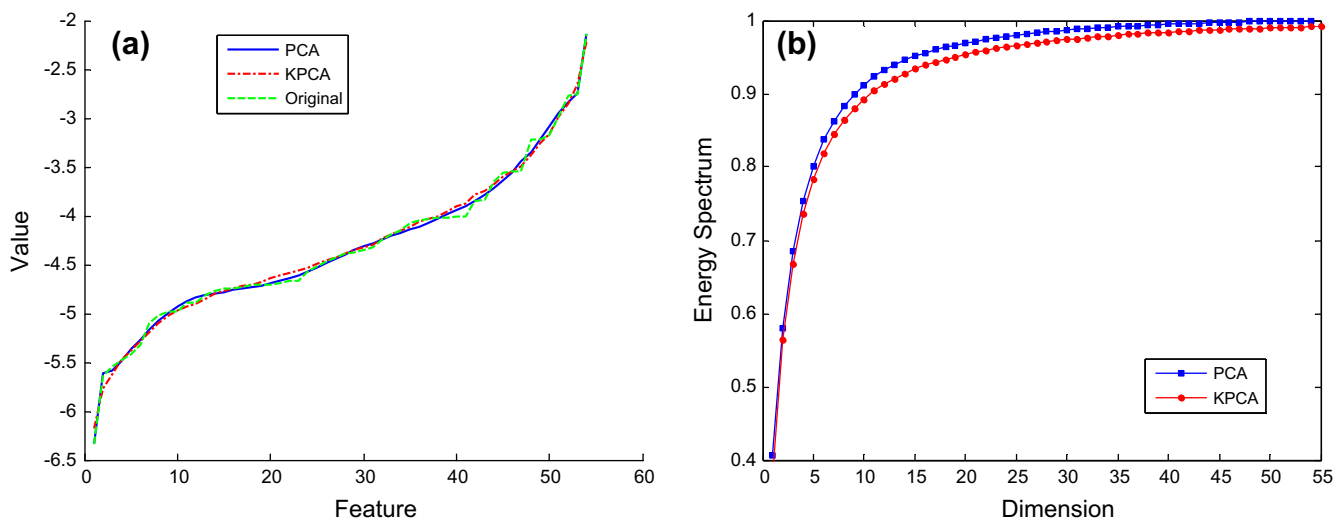 (a)
PCA
KPCA
Original
Value
-2
-2.5
-3
-3.5
-4
-4.5
-5
-5.5
-6
-6.5
0 10 20 30 40 50 60
Feature
(b)
Energy Spectrum
1
0.9
0.8
0.7
0.6
0.5
0.4
PCA
KPCA
0 5 10 15 20 25 30 35 40 45 50 55
Dimension